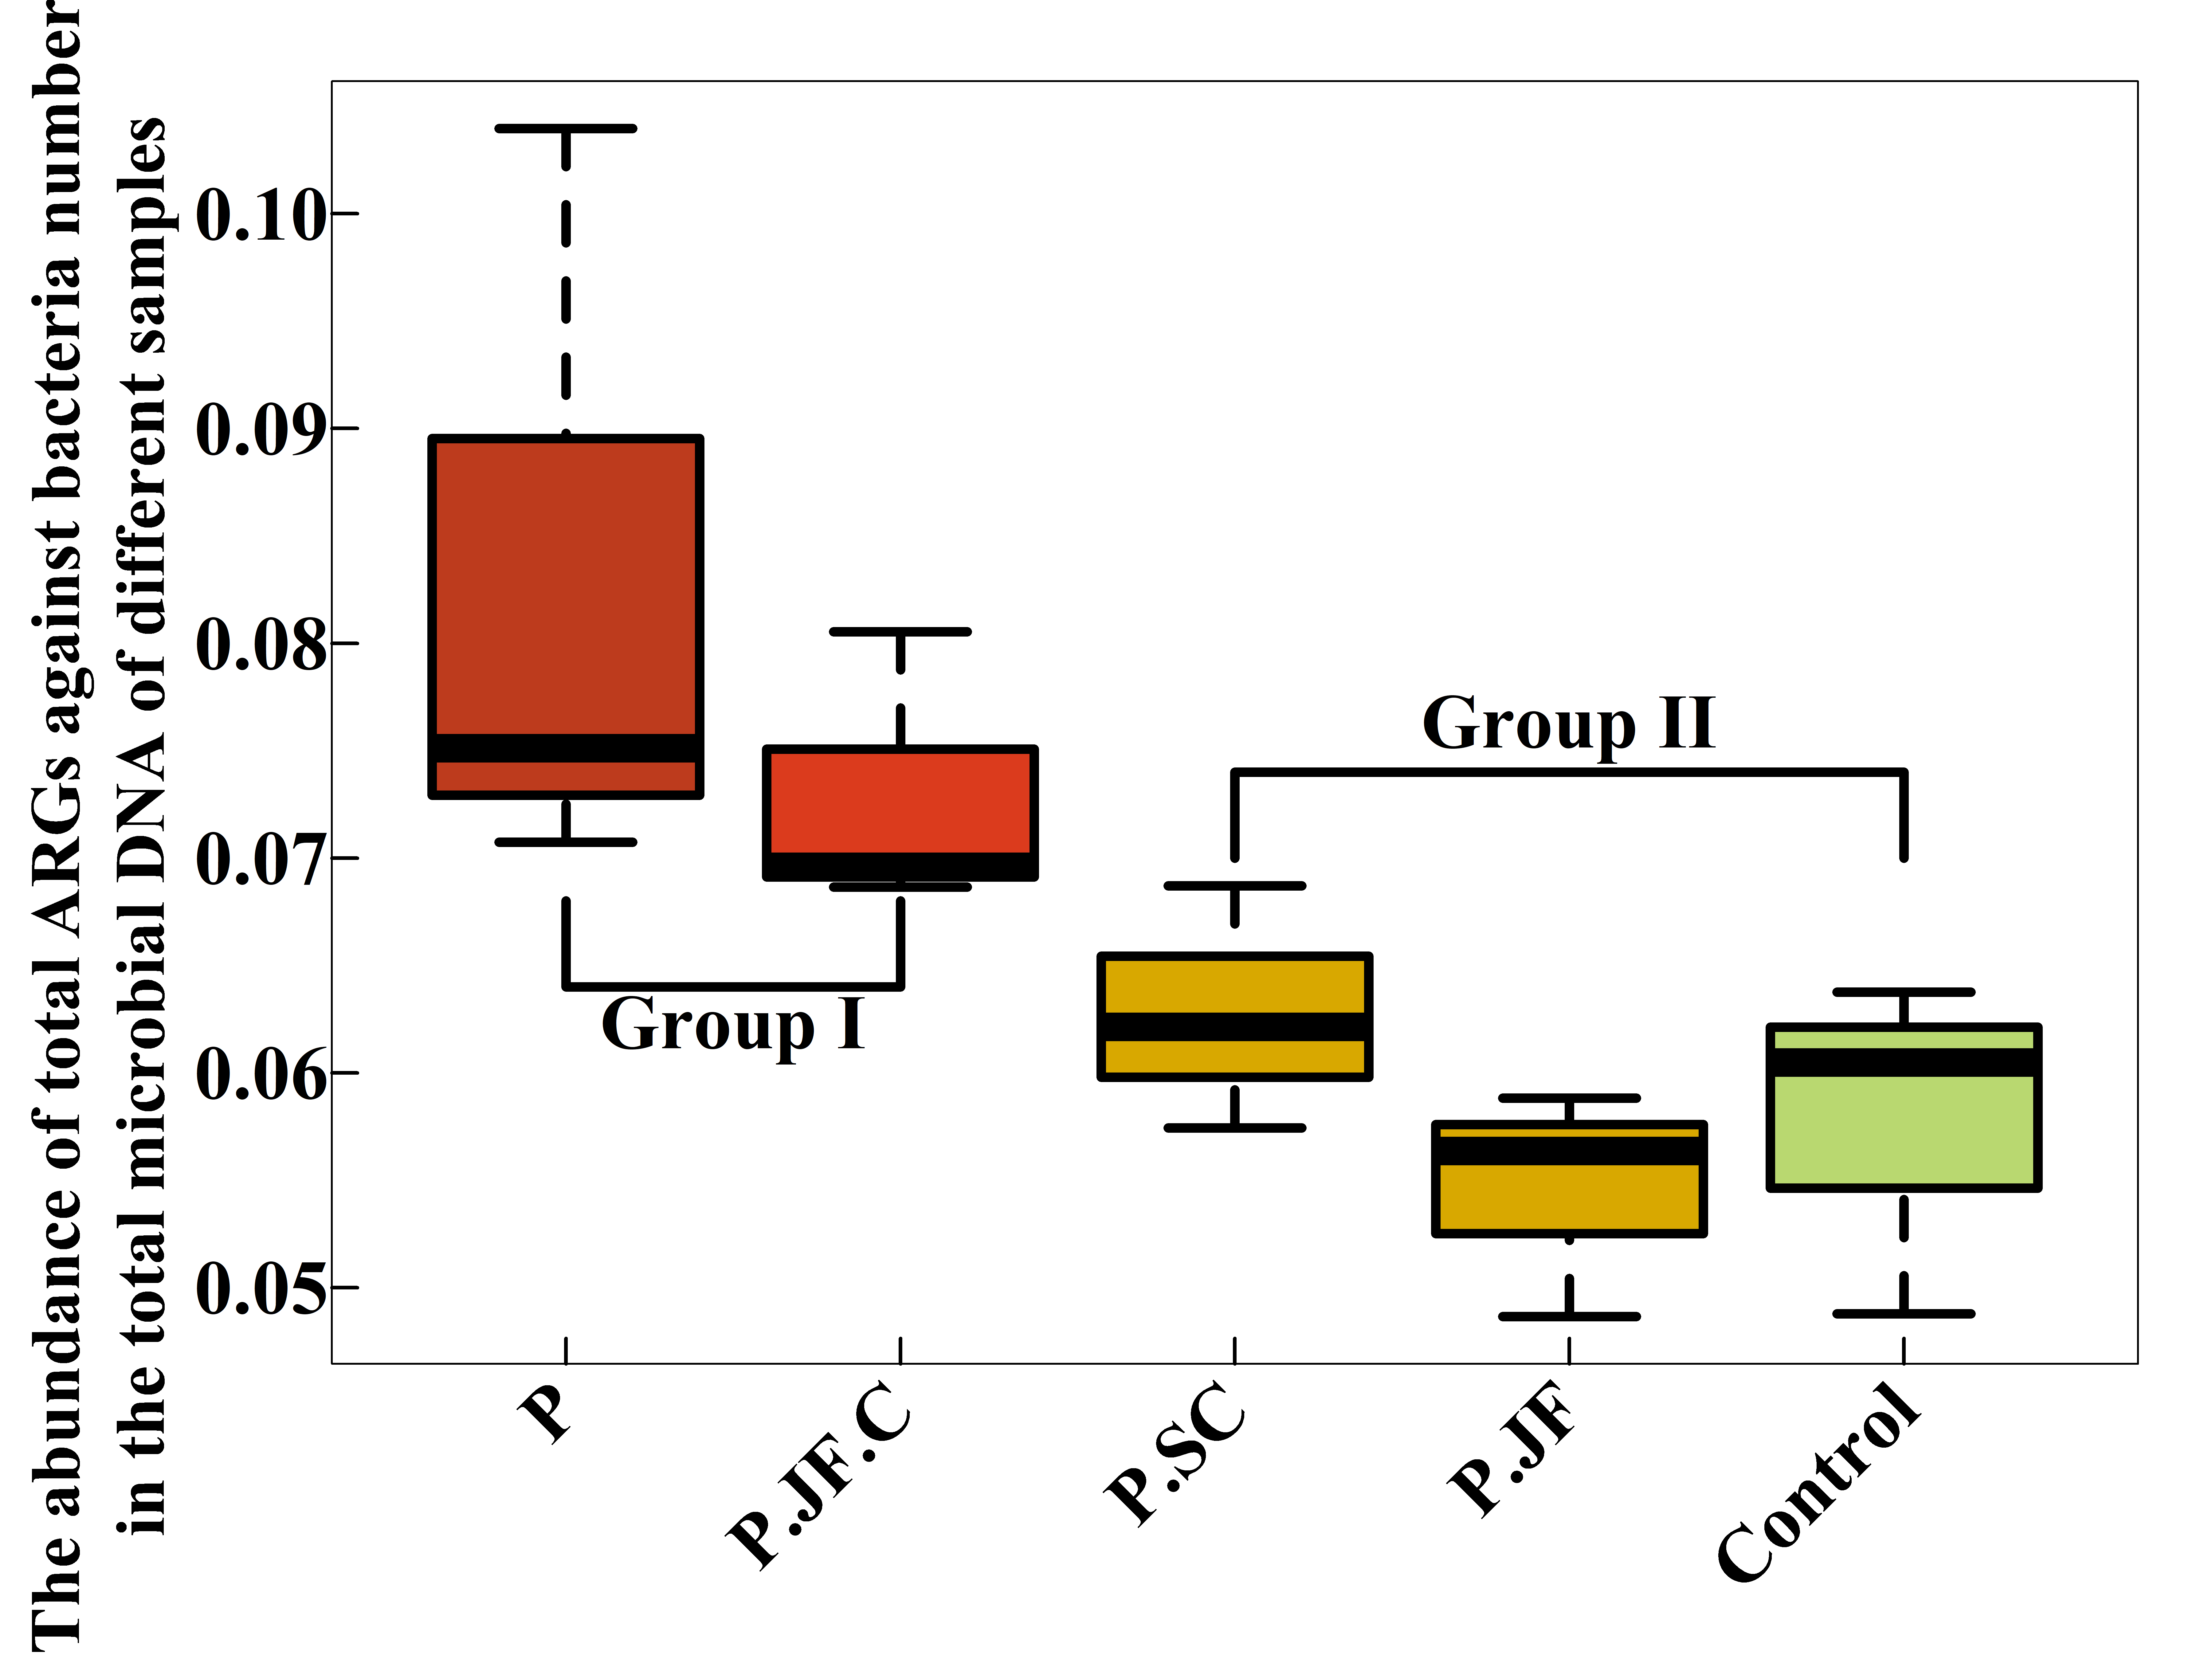 The abundance of total ARGs against bacteria number
in the total microbial DNA of different samples
0.10
0.09
0.08
0.07
0.06
0.05
Group I
Group II
P
P.JF.C
P.SC
P.JF
Control